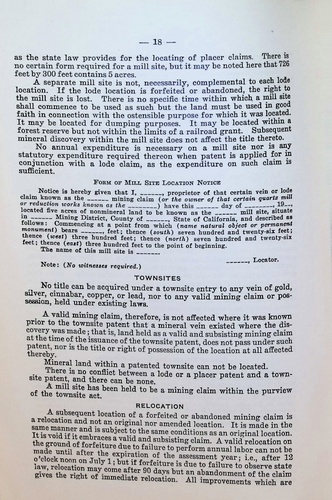 — 18 —
as the state law provides for the locating of placer claims. There is
no certain form required for a mill site, but it may be noted here that 726
feet by 300 feet contains 5 acres.
A separate mill site is not, necessarily, complemental to each lode
location. If the lode location is forfeited or abandoned, the right to
the mill site is lost. There is no specific time within which a mill site
shall commence to be used as such but the land must be used in good
faith in connection with the ostensible purpose for which it was located.
It may be located for dumping purposes. It may be located within a
forest reserve but not within the limits of a railroad grant. Subsequent
mineral discovery within the mill site does not affect the title thereto.
No annual expenditure is necessary on a mill site nor is any
statutory expenditure required thereon when patent is applied for in
conjunction with a lode claim, as the expenditure on such claim is
sufficient.
FORM OF MILL SITE LOCATION NOTICE
Notice is hereby given that I, ______, proprietor of that certain vein or lode
claim known as the ______ mining claim (or the owner of that certain quartz mill
or reduction works known as the ______) have this ______ day of ______, 19__,
located five acres of nonmineral land to be known as the ______ mill site, situate
in ______ Mining District, County of ______, State of California, and described as
follows: Commencing at a point from which (name natural object or permanent
monument) bears ______ feet; thence (south) seven hundred and twenty-six feet;
thence (west) three hundred feet; thence (north) seven hundred and twenty-six
feet; thence (east) three hundred feet to the point of beginning.
The name of this mill site is ______
______, Locator.
Note: (No witnesses required.)
TOWNSITES
No title can be acquired under a townsite entry to any vein of gold,
silver, cinnabar, copper, or lead, nor to any valid mining claim or pos-
session, held under existing laws.
A valid mining claim, therefore, is not affected where it was known
prior to the townsite patent that a mineral vein existed where the dis-
covery was made; that is, land held as a valid and subsisting mining claim
at the time of the issuance of the townsite patent, does not pass under such
patent, nor is the title or right of possession of the location at all affected
thereby.
Mineral land within a patented townsite can not be located.
There is no conflict between a lode or a placer patent and a town-
site patent, and there can be none.
A mill site has been held to be a mining claim within the purview
of the townsite act.
RELOCATION
A subsequent location of a forfeited or abandoned mining claim is
a relocation and not an original nor amended location. It is made in the
same manner and is subject to the same conditions as an original location.
It is void if it embraces a valid and subsisting claim. A valid relocation on
the ground of forfeiture due to failure to perform annual labor can not be
made until after the expiration of the assessment year; i.e., after 12
o'clock noon on July 1; but if forfeiture is due to failure to observe state
law, relocation may come after 90 days but an abandonment of the claim
gives the right of immediate relocation. All improvements which are